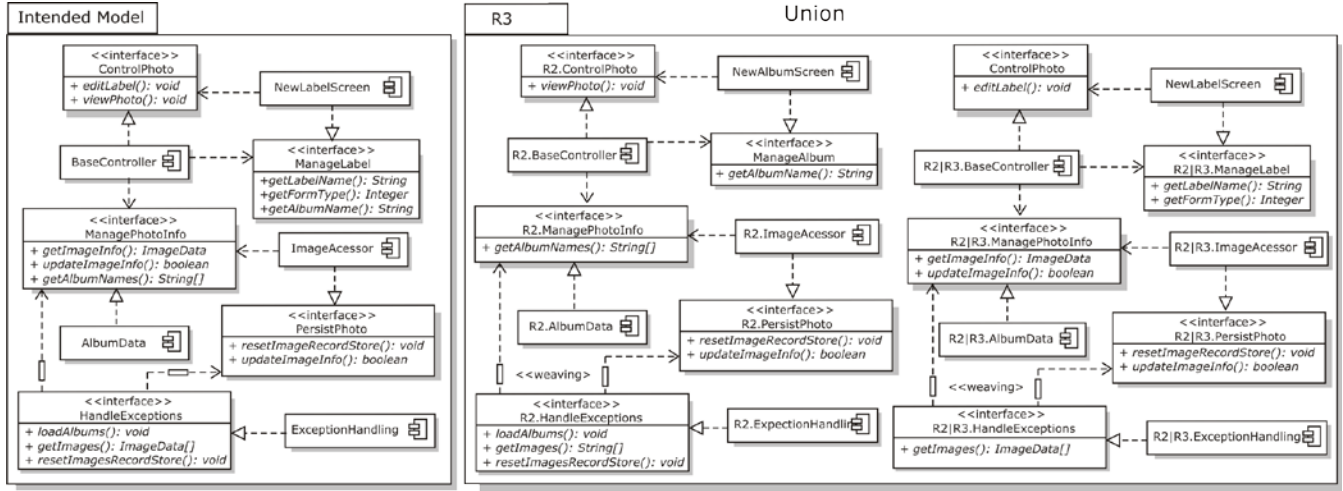 Intended Model
<<interface>>
ControlPhoto
+ editLabel(): void
+ viewPhoto(): void
NewLabelScreen
BaseController
<<interface>>
ManageLabel
+getLabelName(): String
+getFormType(): Integer
+getAlbumName(): String
<<interface>>
ManagePhotoInfo
+ getImageInfo(): ImageData
+ updateImageInfo(): boolean
+ getAlbumNames(): String[]
ImageAcessor
AlbumData
<<interface>>
PersistPhoto
+ resetImageRecordStore(): void
+ updateImageInfo(): boolean
<<interface>>
HandleExceptions
+ loadAlbums(): void
+ getImages(): ImageData[]
+ resetImagesRecordStore(): void
ExceptionHandling
R3
Union
<<interface>>
R2.ControlPhoto
+ viewPhoto(): void
NewAlbumScreen
R2.BaseController
<<interface>>
ManageAlbum
+ getAlbumName(): String
<<interface>>
R2.ManagePhotoInfo
+ getAlbumNames(): String[]
R2.ImageAcessor
R2.AlbumData
<<interface>>
R2.PersistPhoto
+ resetImageRecordStore(): void
+ updateImageInfo(): boolean
<<weaving>
<<interface>>
R2.HandleExceptions
+ loadAlbums(): void
+ getImages(): String[]
+ resetImagesRecordStore(): void
R2.ExpectionHandling
<<interface>>
ControlPhoto
+ editLabel(): void
NewLabelScreen
R2|R3.BaseController
<<interface>>
R2|R3.ManageLabel
+ getLabelName(): String
+ getFormType(): Integer
<<interface>>
R2|R3.ManagePhotoInfo
+ getImageInfo(): ImageData
+ updateImageInfo(): boolean
R2|R3.ImageAcessor
R2|R3.AlbumData
<<interface>>
R2|R3.PersistPhoto
+ resetImageRecordStore(): void
+ updateImageInfo(): boolean
<<weaving>
<<interface>>
R2|R3.HandleExceptions
+ getImages(): ImageData[]
R2|R3.ExceptionHandling